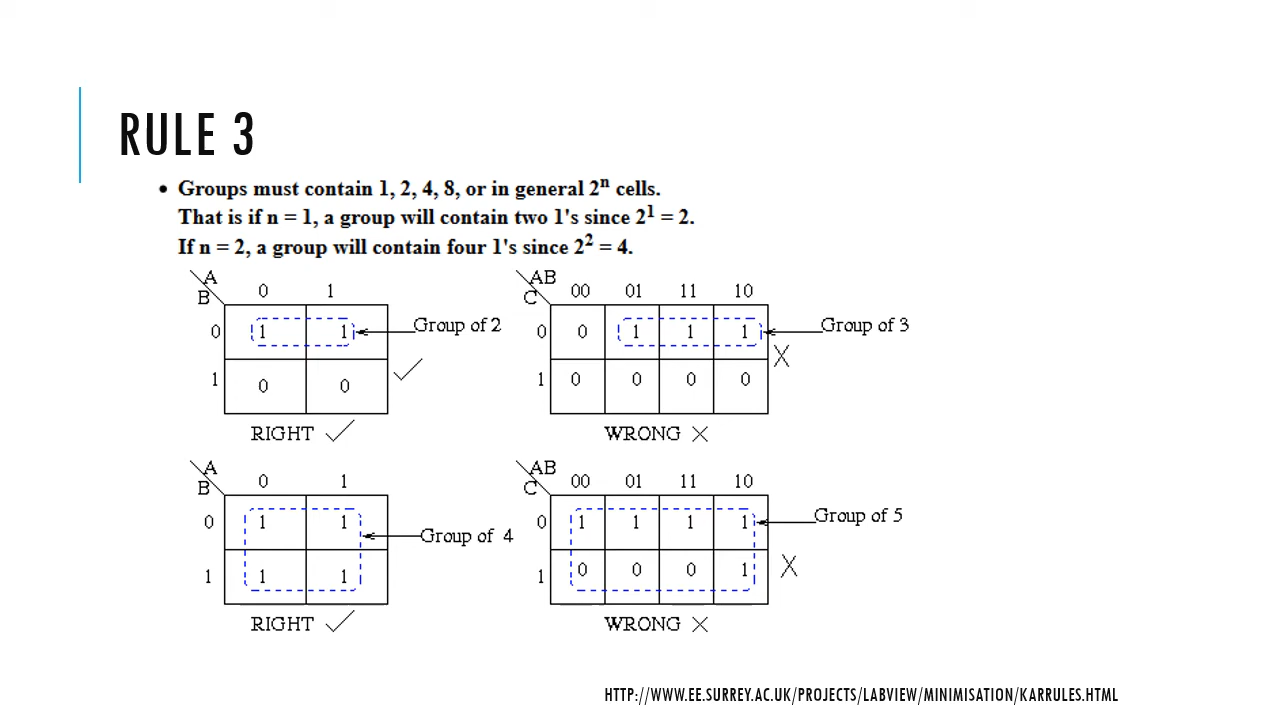 RULE 3
• Groups must contain 1, 2, 4, 8, or in general 2ⁿ cells.
That is if n = 1, a group will contain two 1's since 2¹ = 2.
If n = 2, a group will contain four 1's since 2² = 4.
A
B
0 1
0 1 1
Group of 2
1 0 0
RIGHT
AB
C
00 01 11 10
0 0 1 1 1
Group of 3
X
1 0 0 0 0
WRONG X
A
B
0 1
0 1 1
Group of 4
1 1 1
RIGHT
AB
C
00 01 11 10
0 1 1 1 1
Group of 5
1 0 0 0 1
X
WRONG X
HTTP://WWW.EE.SURREY.AC.UK/PROJECTS/LABVIEW/MINIMISATION/KARRULES.HTML